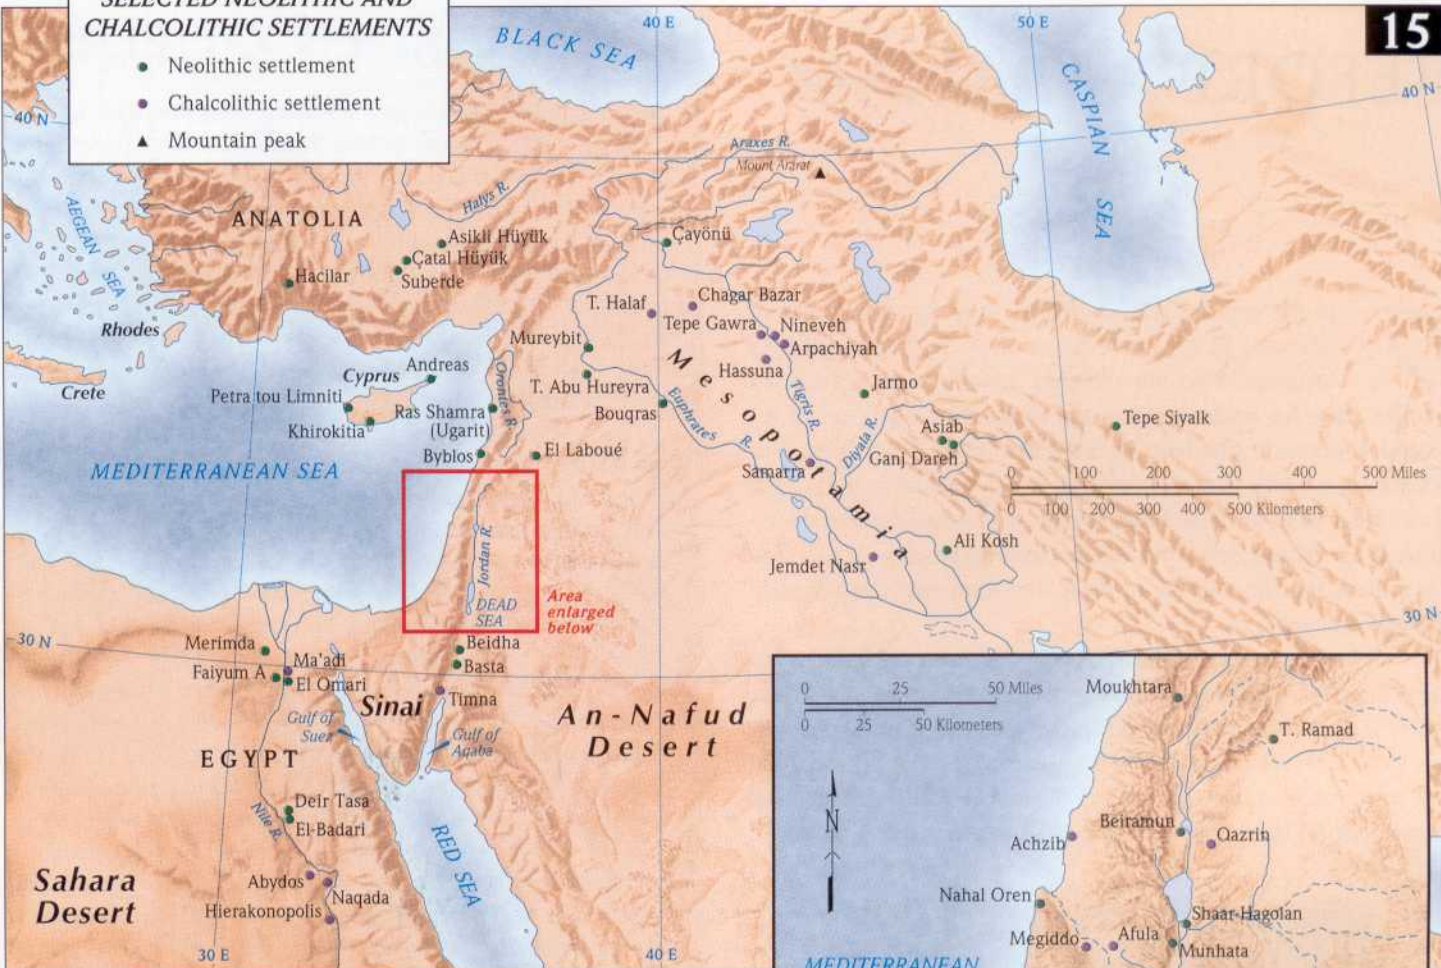 SELECTED NEOLITHIC AND
CHALCOLITHIC SETTLEMENTS
Neolithic settlement
Chalcolithic settlement
Mountain peak
15
40 E
50 E
BLACK SEA
CASPIAN
SEA
40 N
40 N
Araxes R.
Mount Ararat
Halys R.
ANATOLIA
AEGEAN
SEA
Asikli Hüyük
Çatal Hüyük
Suberde
Hacilar
Çayönü
Rhodes
Crete
T. Halaf
Chagar Bazar
Tepe Gawra
Nineveh
Arpachiyah
Hassuna
Mureybit
T. Abu Hureyra
Bouqras
Mesopotamia
Tigris R.
Euphrates R.
Diyala R.
Jarmo
Cyprus
Andreas
Petra tou Limniti
Khirokitia
Ras Shamra
(Ugarit)
Orontes R.
Byblos
El Laboué
Asiab
Ganj Dareh
Tepe Siyalk
Samarra
MEDITERRANEAN SEA
0 100 200 300 400 500 Miles
0 100 200 300 400 500 Kilometers
Jordan R.
DEAD
SEA
Area
enlarged
below
Ali Kosh
Jemdet Nasr
30 N
30 N
Merimda
Faiyum A
Ma'adi
El Omari
Beidha
Basta
Timna
Sinai
Gulf of
Suez
Gulf of
Aqaba
An-Nafud
Desert
EGYPT
Nile R.
Deir Tasa
El-Badari
RED SEA
Sahara
Desert
Abydos
Naqada
Hierakonopolis
30 E
40 E
0 25 50 Miles
0 25 50 Kilometers
N
Moukhtara
T. Ramad
Beiramun
Qazrin
Achzib
Nahal Oren
Shaar-Hagolan
Megiddo
Afula
Munhata
MEDITERRANEAN